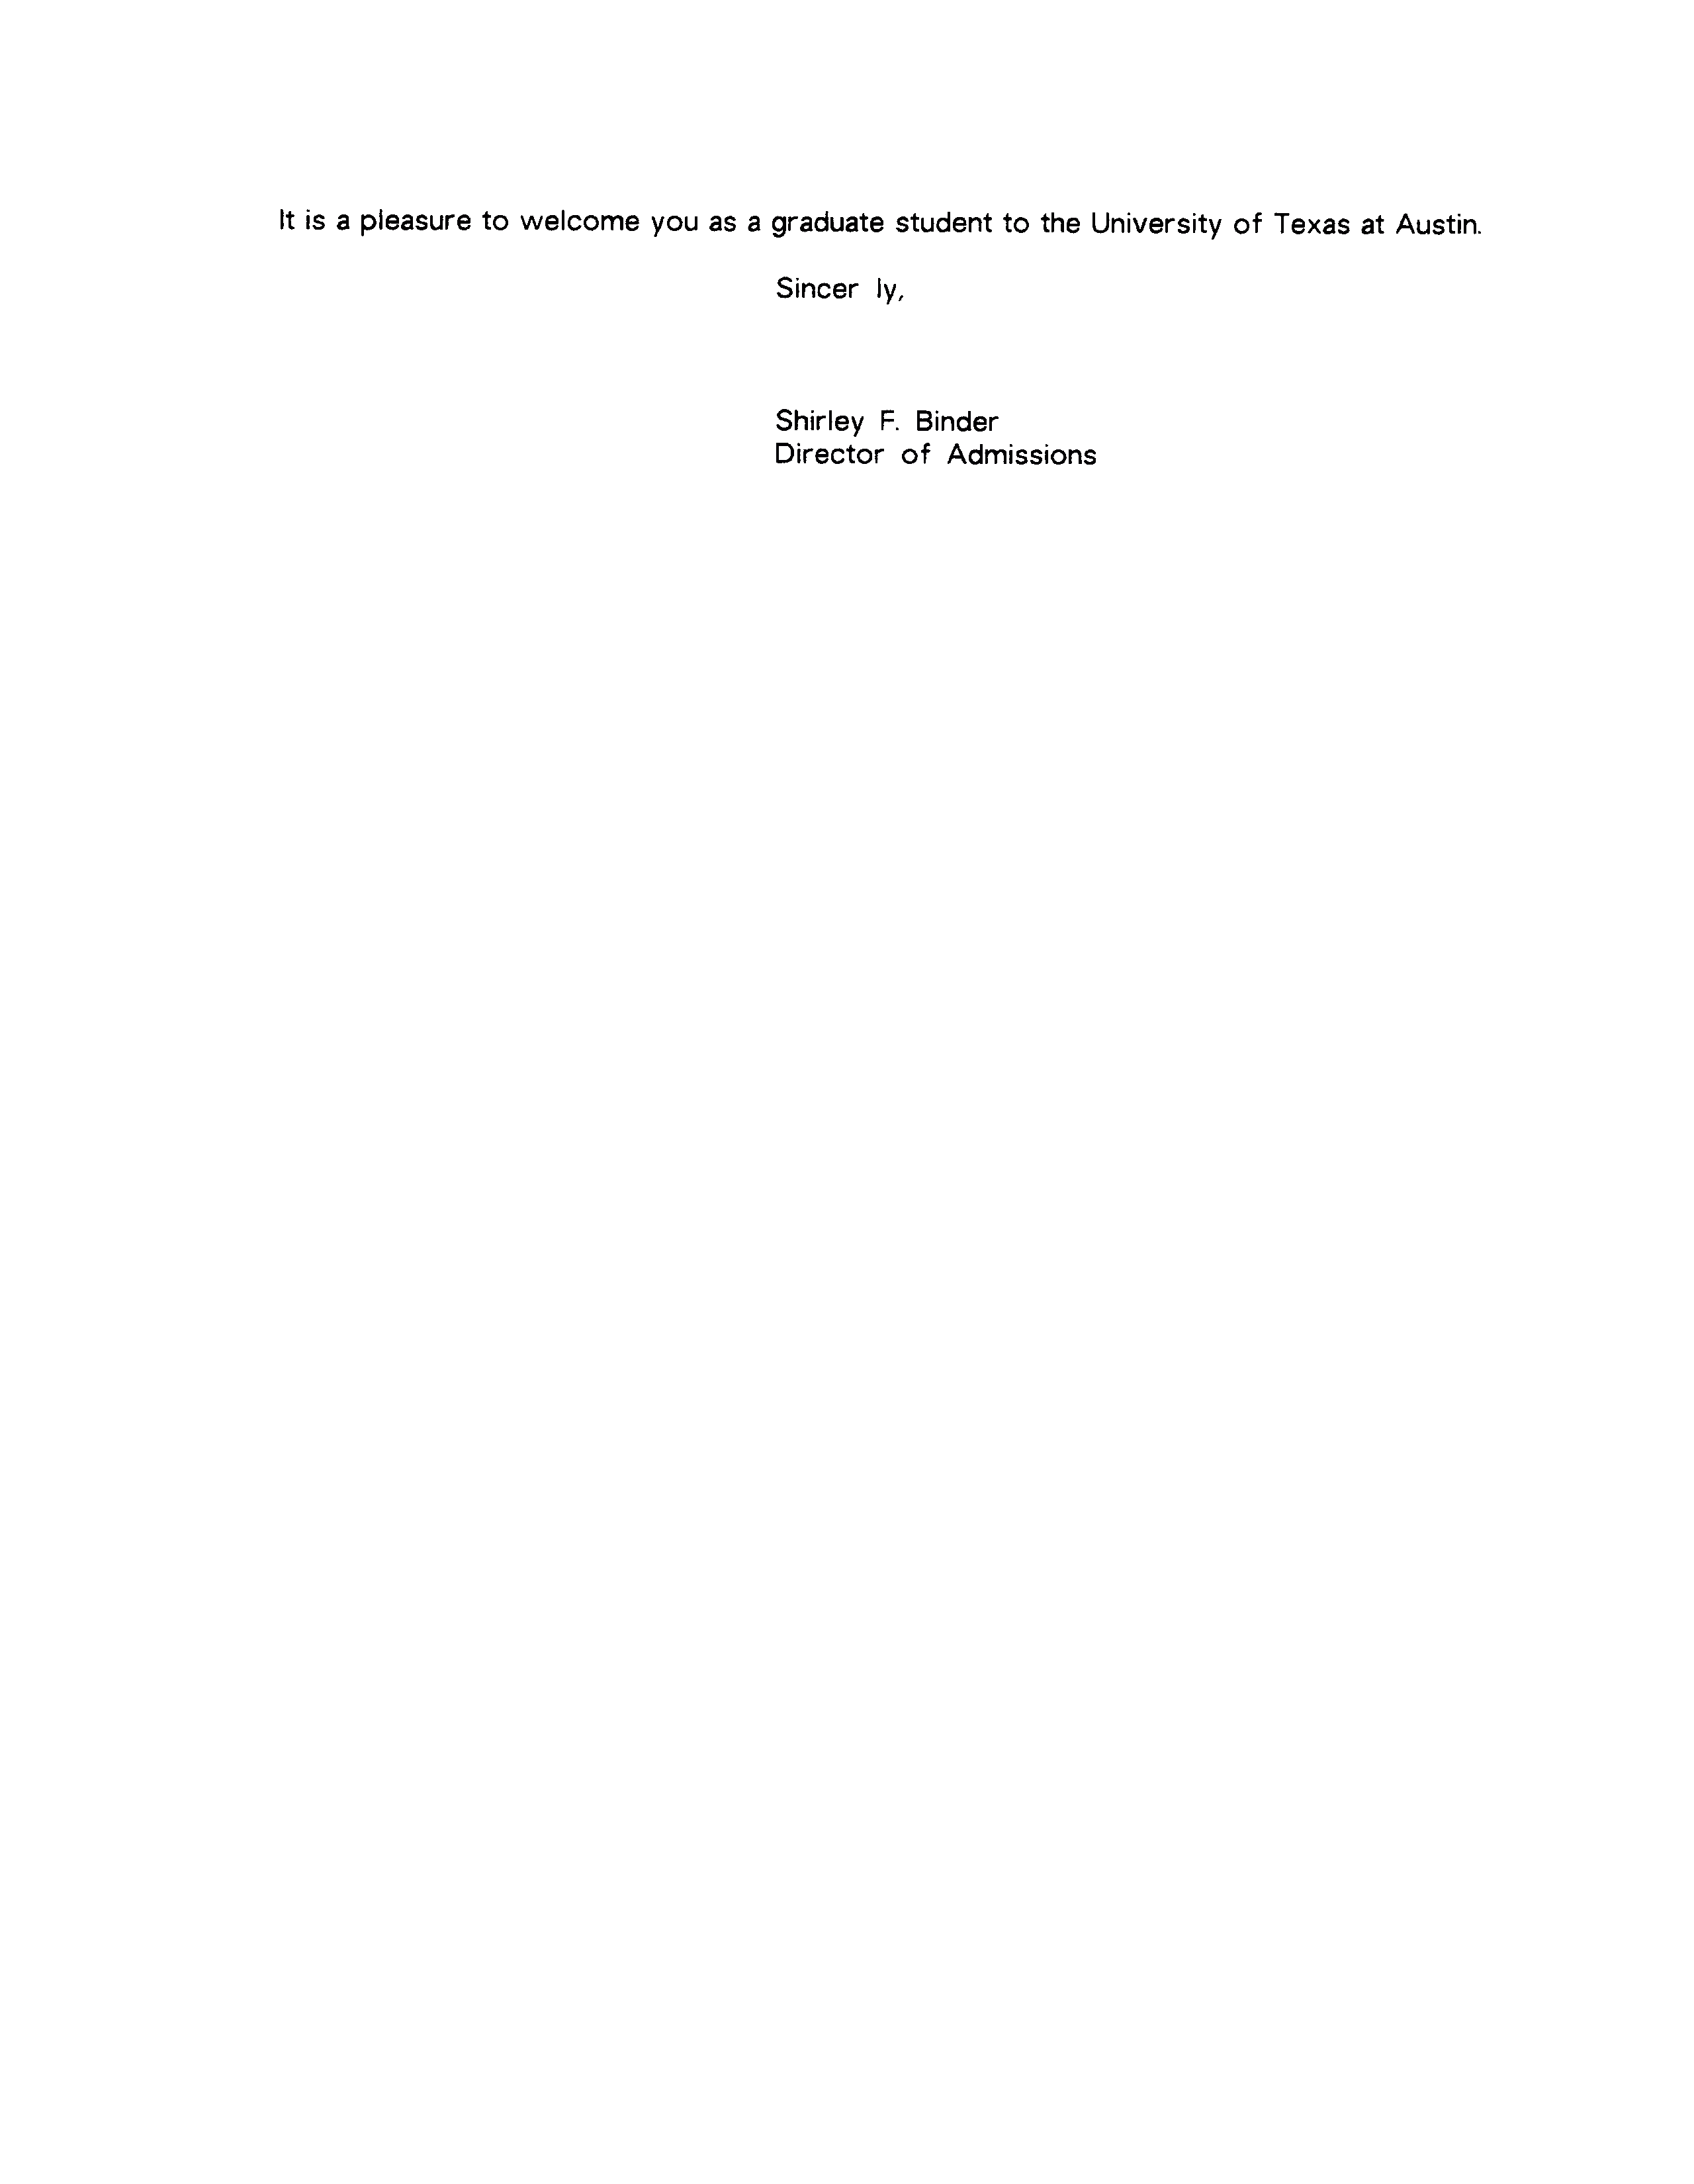 It is a pleasure to welcome you as a graduate student to the University of Texas at Austin.
Sincer ly,
Shirley F. Binder
Director of Admissions